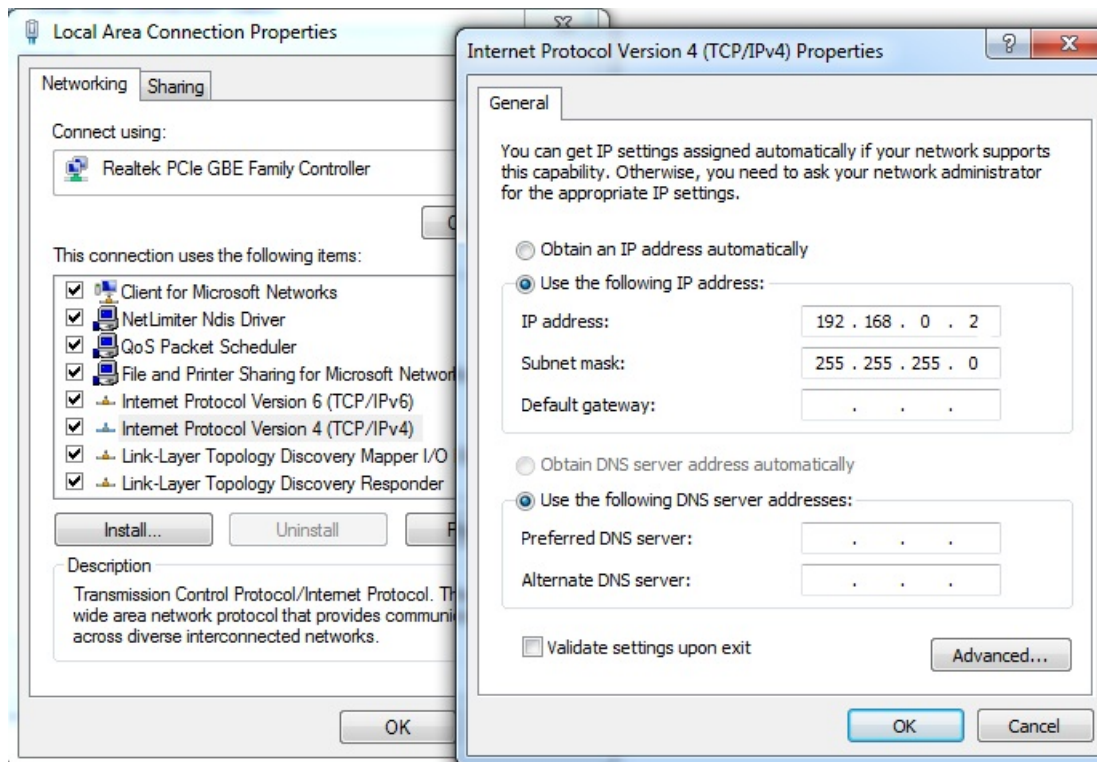 Local Area Connection Properties
Networking
Sharing
Connect using:
Realtek PCIe GBE Family Controller
This connection uses the following items:
Client for Microsoft Networks
NetLimiter Ndis Driver
QoS Packet Scheduler
File and Printer Sharing for Microsoft
Internet Protocol Version 6 (TCP/IPv6)
Internet Protocol Version 4 (TCP/IPv4)
Link-Layer Topology Discovery Mapper I/O
Link-Layer Topology Discovery Responder
Install...
Uninstall
Description
Transmission Control Protocol/Internet Protocol.
wide area network protocol that provides
across diverse interconnected networks.
OK
Internet Protocol Version 4 (TCP/IPv4) Properties
General
You can get IP settings assigned automatically if your network supports
this capability. Otherwise, you need to ask your network administrator
for the appropriate IP settings.
Obtain an IP address automatically
Use the following IP address:
IP address: 192 . 168 . 0 . 2
Subnet mask: 255 . 255 . 255 . 0
Default gateway: . . .
Obtain DNS server address automatically
Use the following DNS server addresses:
Preferred DNS server: . . .
Alternate DNS server: . . .
Validate settings upon exit
Advanced...
OK
Cancel